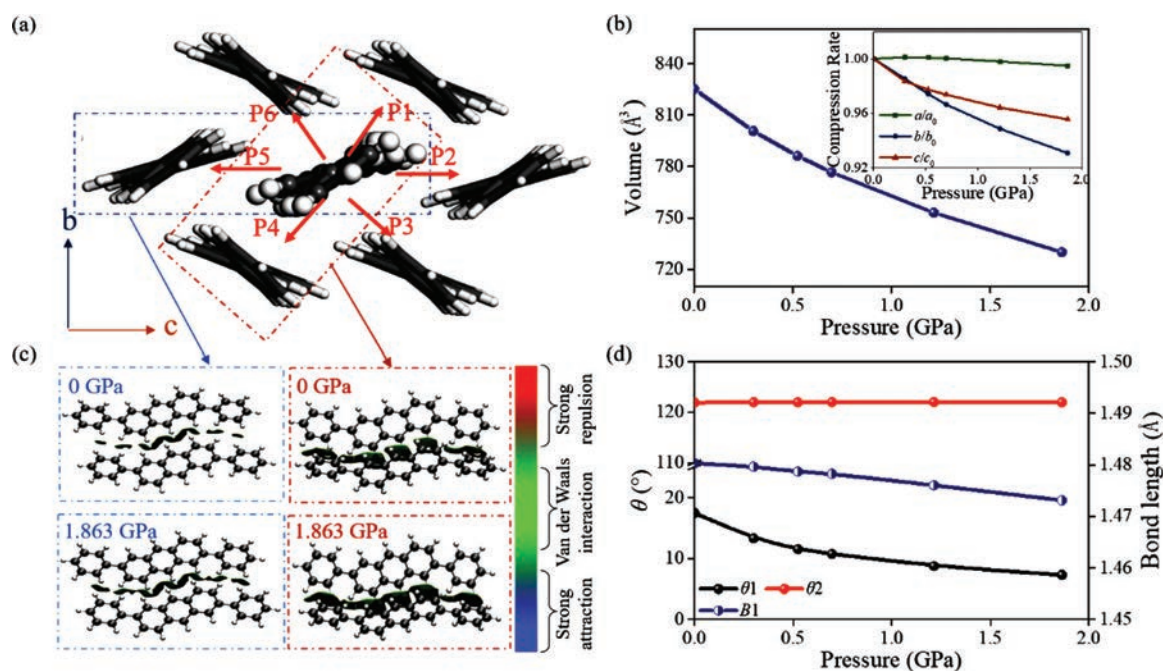 (a)
P6
P1
P5
P2
P4
P3
b
c
(b)
Volume (Å³)
840
810
780
750
720
0.0
0.5
1.0
1.5
2.0
Pressure (GPa)
Compression Rate
1.00
0.96
0.92
a/a₀
b/b₀
c/c₀
0.0
0.5
1.0
1.5
2.0
Pressure (GPa)
(c)
0 GPa
0 GPa
1.863 GPa
1.863 GPa
Strong
repulsion
Van der Waals
interaction
Strong
attraction
(d)
θ (°)
130
120
110
20
10
0
θ1
θ2
B1
0.0
0.5
1.0
1.5
2.0
Pressure (GPa)
1.50
1.49
1.48
1.47
1.46
1.45
Bond length (Å)